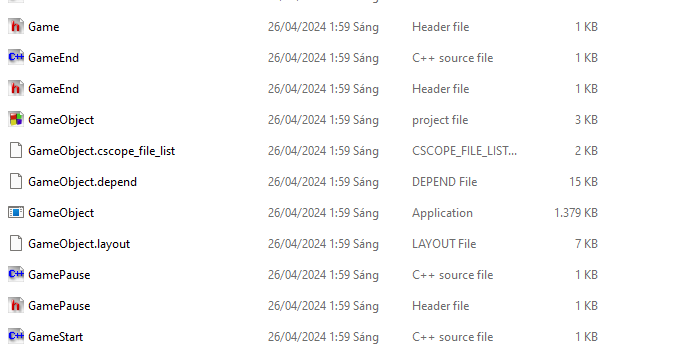 Game 26/04/2024 1:59 Sáng Header file 1 KB
GameEnd 26/04/2024 1:59 Sáng C++ source file 1 KB
GameEnd 26/04/2024 1:59 Sáng Header file 1 KB
GameObject 26/04/2024 1:59 Sáng project file 3 KB
GameObject.cscope_file_list 26/04/2024 1:59 Sáng CSCOPE_FILE_LIST... 2 KB
GameObject.depend 26/04/2024 1:59 Sáng DEPEND File 15 KB
GameObject 26/04/2024 1:59 Sáng Application 1.379 KB
GameObject.layout 26/04/2024 1:59 Sáng LAYOUT File 7 KB
GamePause 26/04/2024 1:59 Sáng C++ source file 1 KB
GamePause 26/04/2024 1:59 Sáng Header file 1 KB
GameStart 26/04/2024 1:59 Sáng C++ source file 1 KB